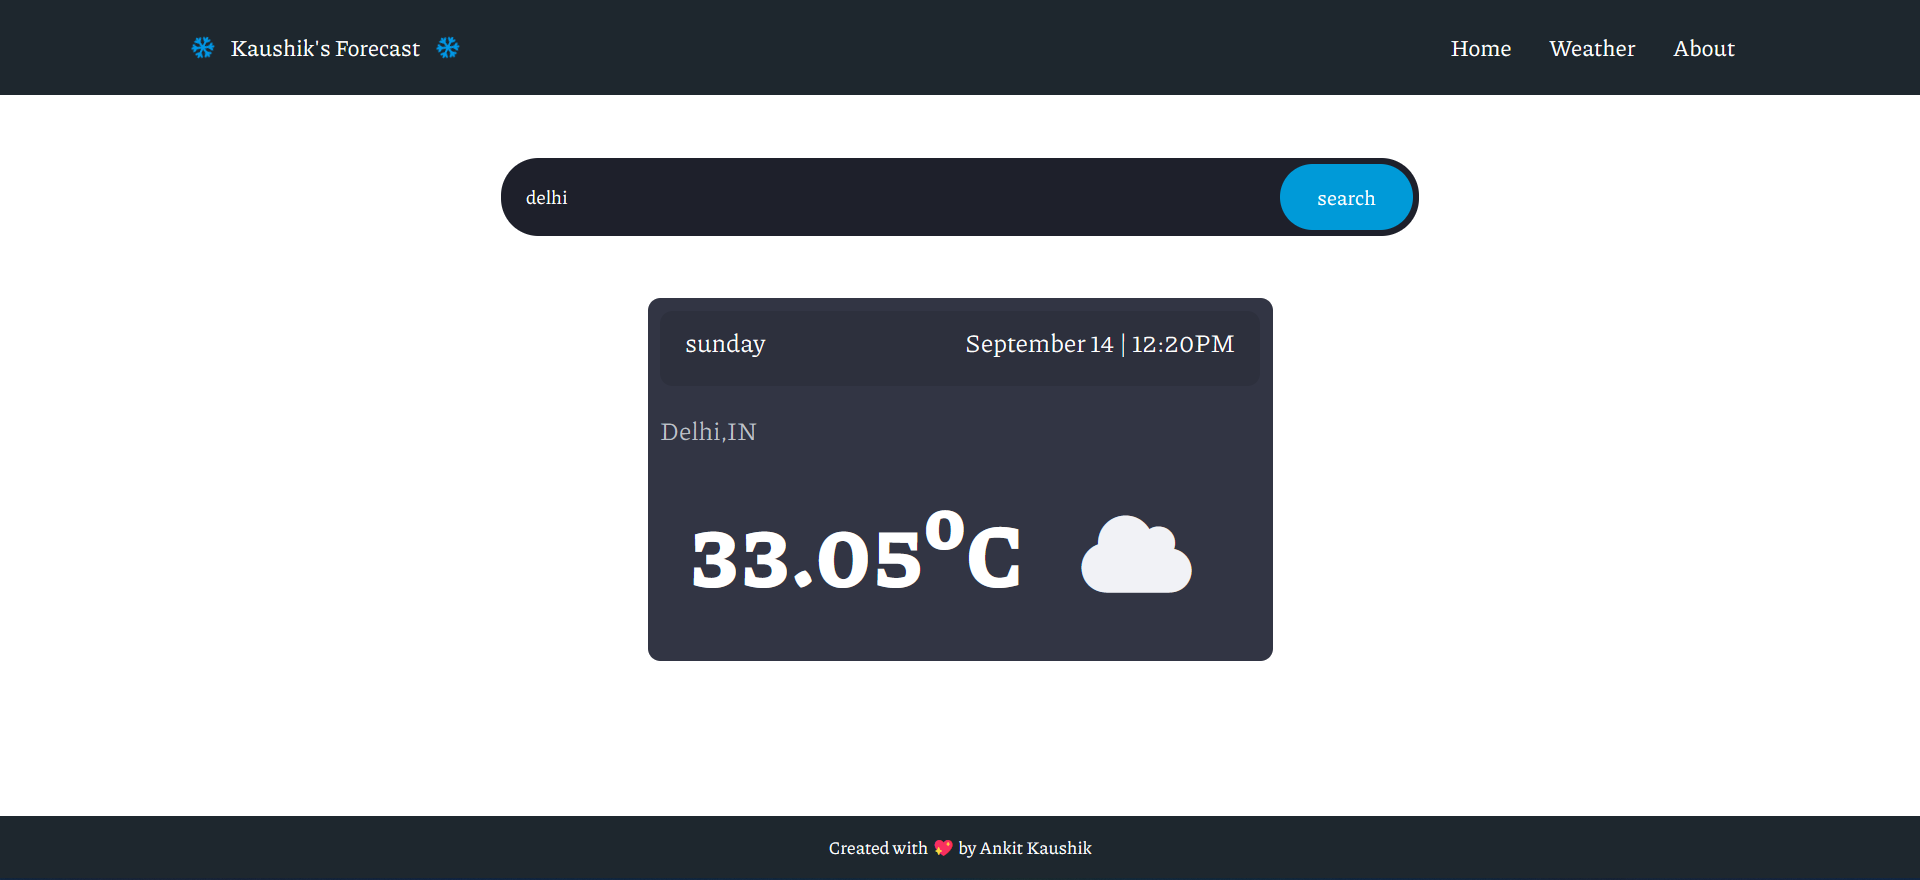 Kaushik's Forecast
Home Weather About
delhi
search
sunday September 14 | 12:20PM
Delhi,IN
33.05⁰C
Created with 💖 by Ankit Kaushik